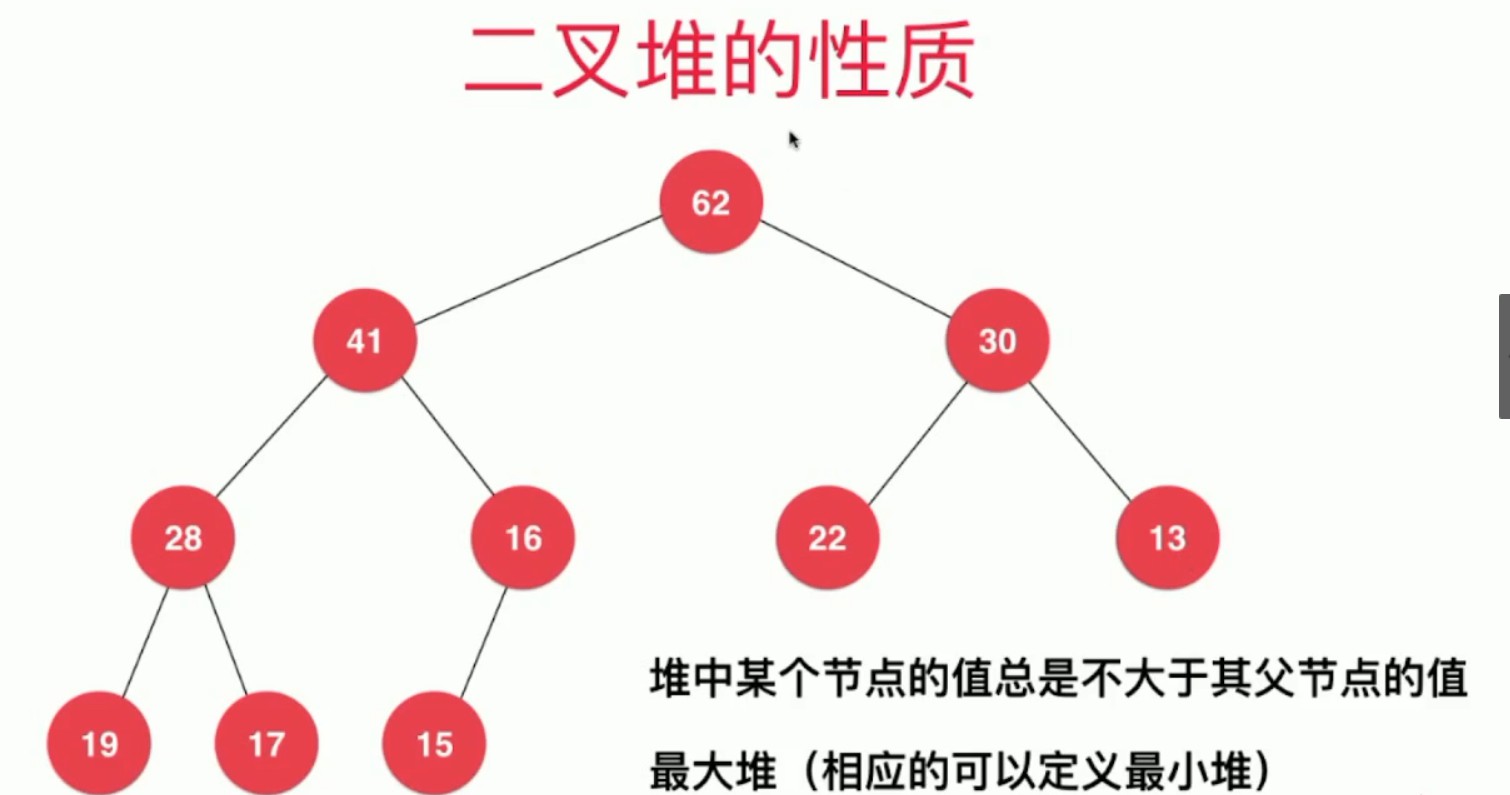 二叉堆的性质
62
41 30
28 16 22 13
堆中某个节点的值总是不大于其父节点的值
19 17 15
最大堆（相应的可以定义最小堆）